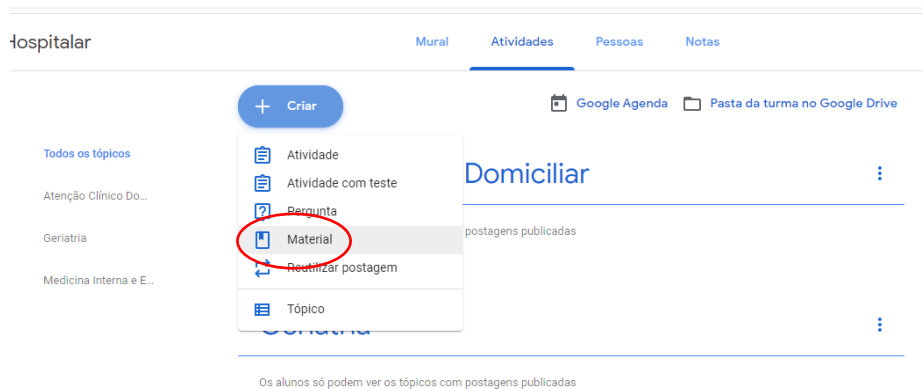 Hospitalar
Mural Atividades Pessoas Notas
Criar
Google Agenda Pasta da turma no Google Drive
Todos os tópicos
Atenção Clínico Do...
Geriatria
Medicina Interna e E...
Atividade
Atividade com teste
Pergunta
Material
Reutilizar postagem
Tópico
Domiciliar
postagens publicadas
Geriatria
Os alunos só podem ver os tópicos com postagens publicadas